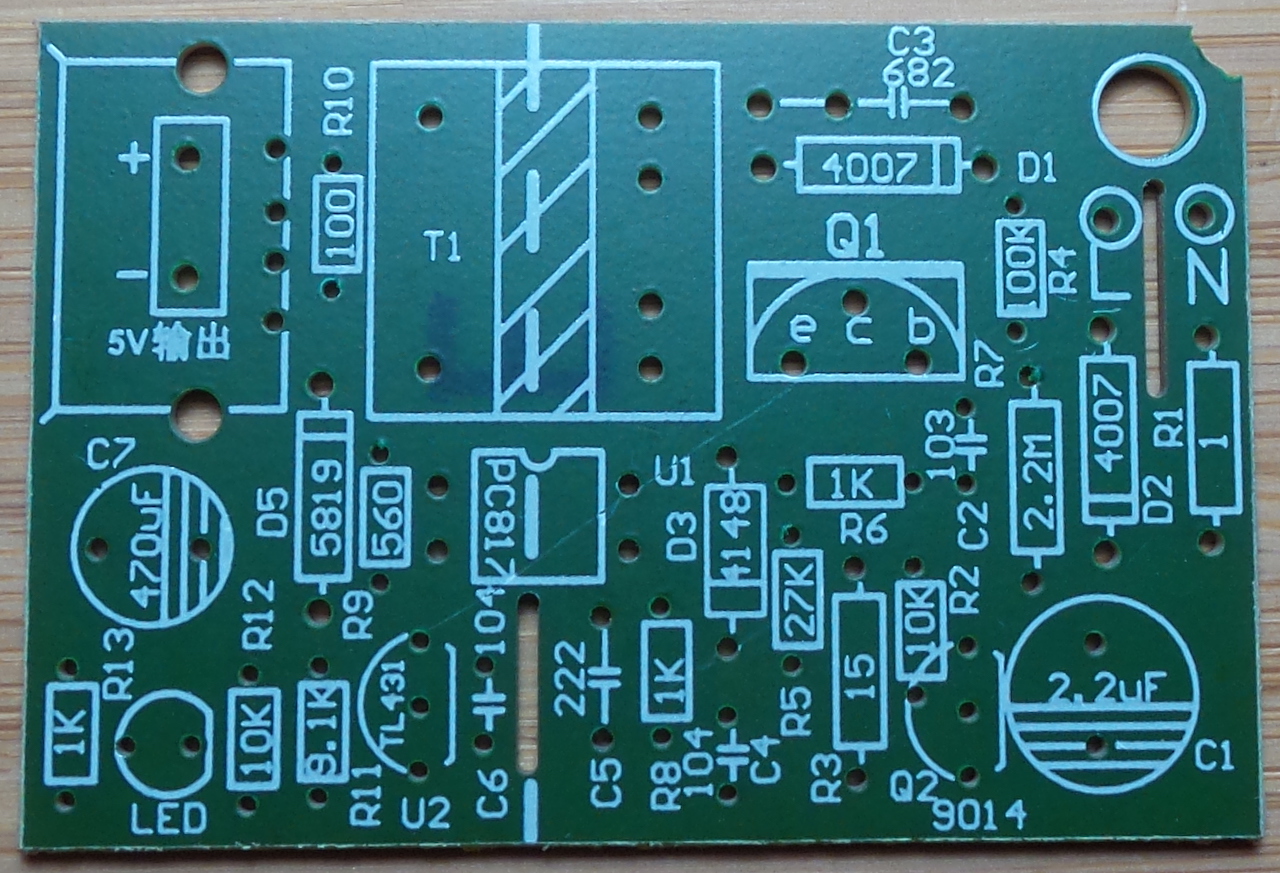 C3
682
R10
100
+
−
5V输出
T1
4007
D1
Q1
e c b
100K
R4
L
N
R7
2.2M
4007
D2
R1
1
C7
470uF
D5
5819
560
R9
PC817
U1
D3
4148
1K
R6
103
C2
27K
R5
10K
R2
15
R3
R13
1K
LED
R12
10K
9.1K
R11
TL431
U2
104
C6
222
C5
1K
R8
104
C4
Q2
9014
2.2uF
C1